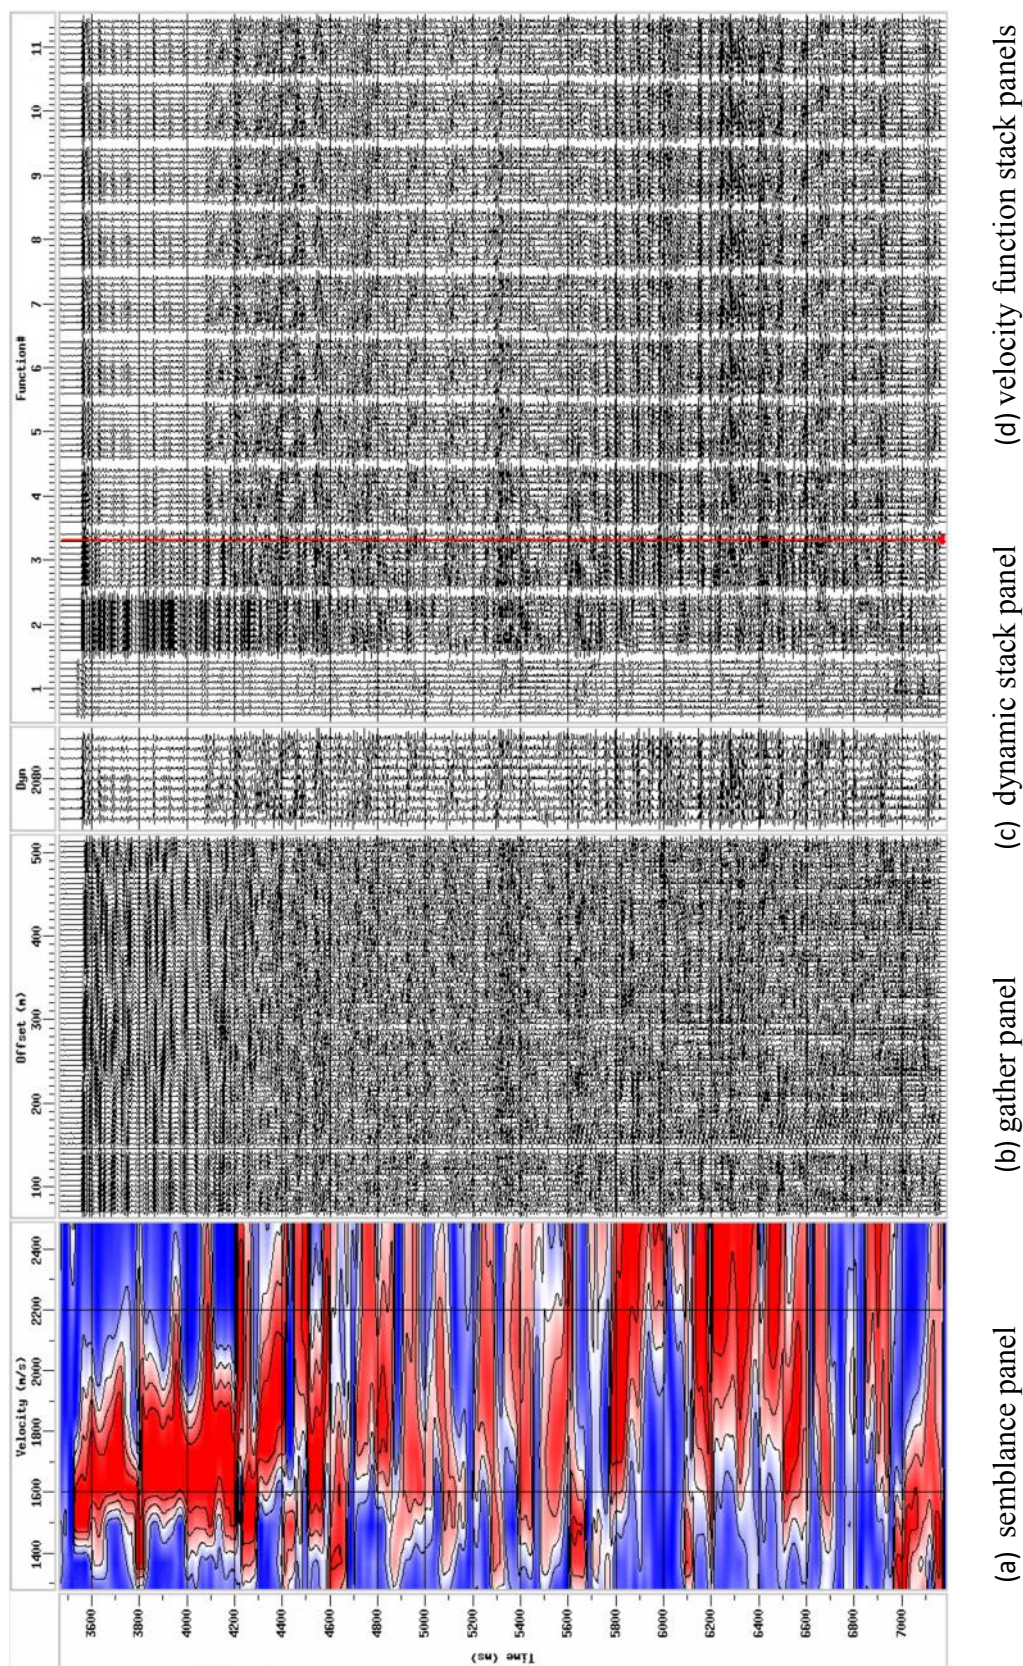 Time (ms)
3600
3800
4000
4200
4400
4600
4800
5000
5200
5400
5600
5800
6000
6200
6400
6600
6800
7000
Velocity (m/s)
1400 1600 1800 2000 2200 2400
Offset (m)
100 200 300 400 500
Dyn
2080
Function#
1 2 3 4 5 6 7 8 9 10 11
(a) semblance panel
(b) gather panel
(c) dynamic stack panel
(d) velocity function stack panels